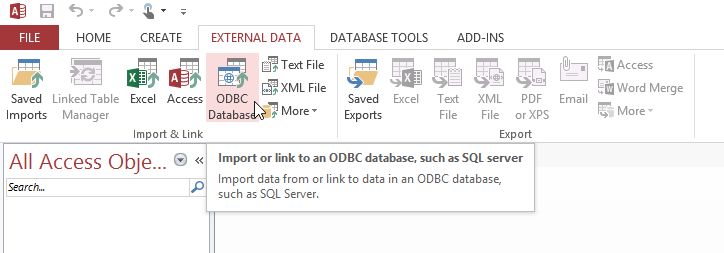 FILE HOME CREATE EXTERNAL DATA DATABASE TOOLS ADD-INS
Saved Imports
Linked Table Manager
Excel
Access
ODBC Database
Text File
XML File
More
Import & Link
Saved Exports
Excel
Text File
XML File
PDF or XPS
Email
Access
Word Merge
More
Export
All Access Obje...
Search...
Import or link to an ODBC database, such as SQL server
Import data from or link to data in an ODBC database,
such as SQL Server.